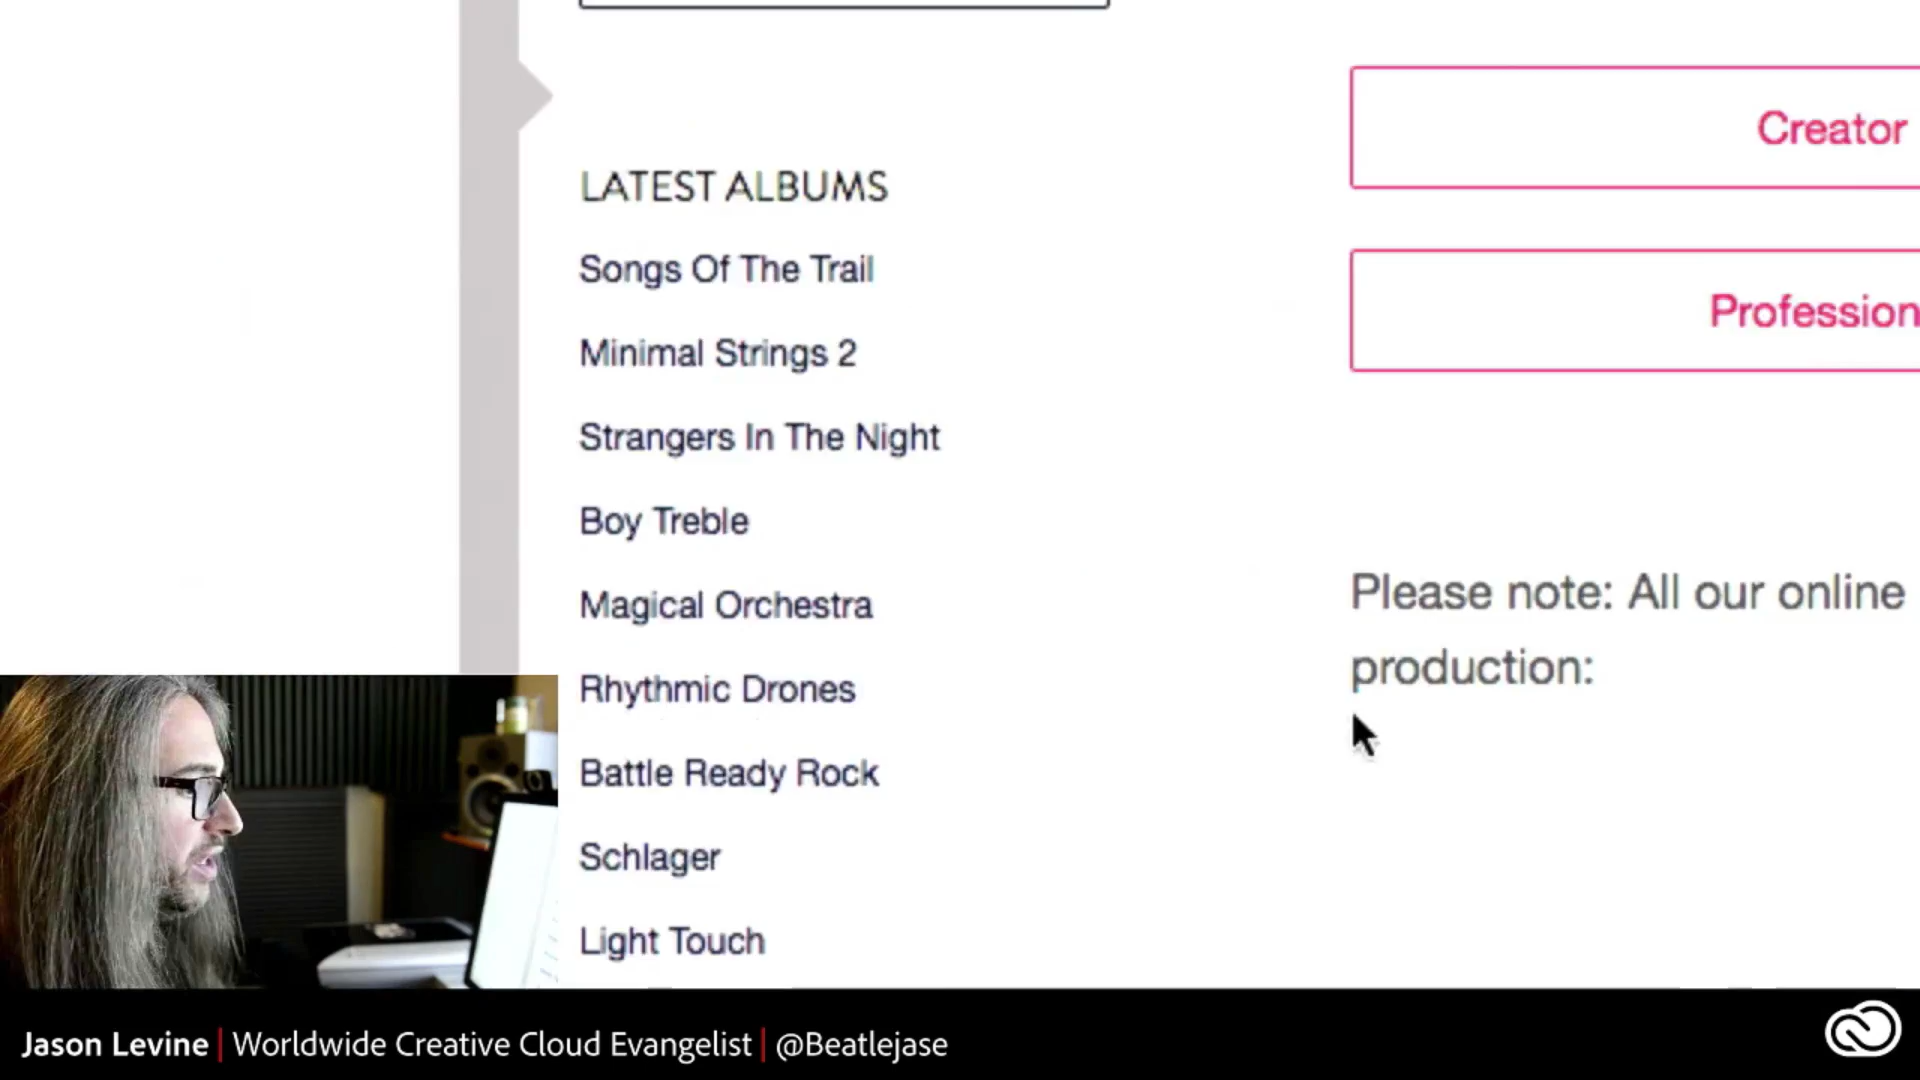 Creator
LATEST ALBUMS
Songs Of The Trail
Profession
Minimal Strings 2
Strangers In The Night
Boy Treble
Please note: All our online
production:
Magical Orchestra
Rhythmic Drones
Battle Ready Rock
Schlager
Light Touch
Jason Levine | Worldwide Creative Cloud Evangelist | @Beatlejase